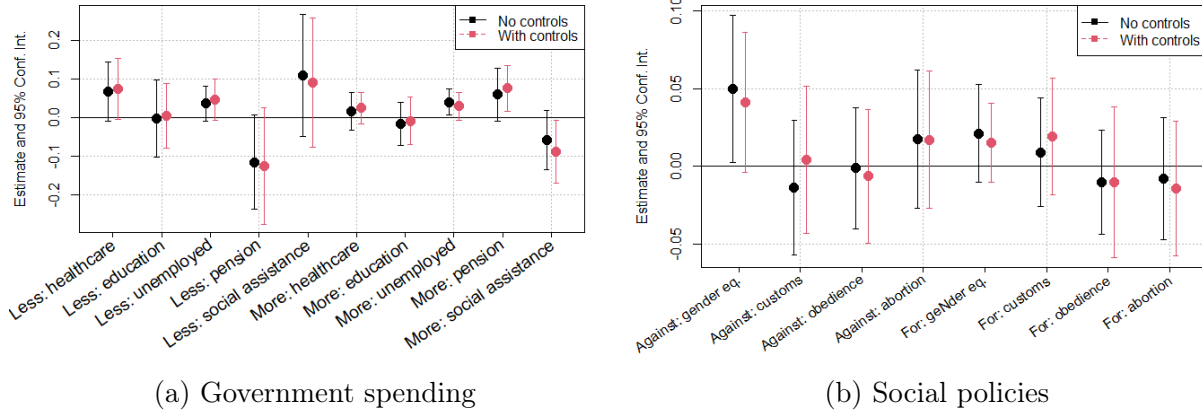 Estimate and 95% Conf. Int.
0.2
0.1
0.0
-0.1
-0.2
No controls
With controls
Less: healthcare
Less: education
Less: unemployed
Less: pension
Less: social assistance
More: healthcare
More: education
More: unemployed
More: pension
More: social assistance
(a) Government spending
Estimate and 95% Conf. Int.
0.10
0.05
0.00
-0.05
No controls
With controls
Against: gender eq.
Against: customs
Against: obedience
Against: abortion
For: geNder eq.
For: customs
For: obedience
For: abortion
(b) Social policies